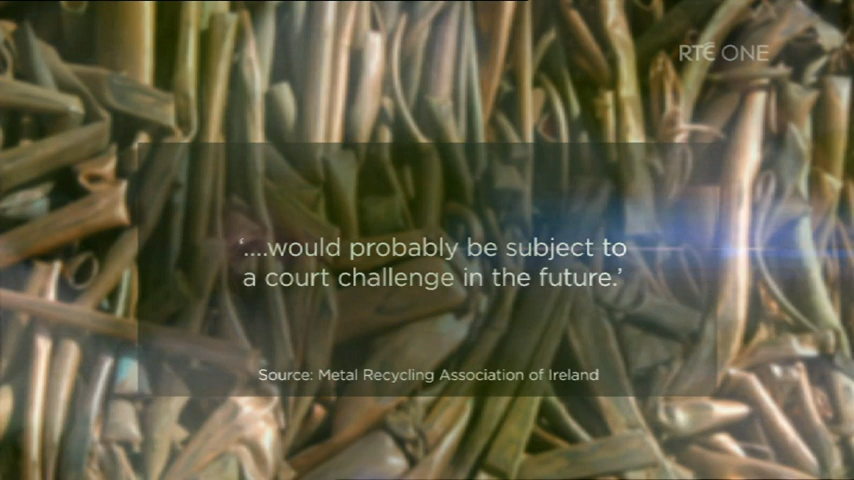 RTÉ ONE
‘....would probably be subject to
a court challenge in the future.’
Source: Metal Recycling Association of Ireland